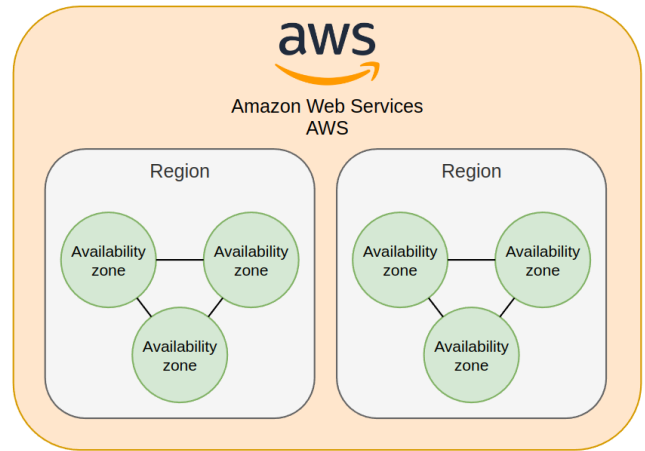 aws
Amazon Web Services
AWS
Region
Availability
zone
Availability
zone
Availability
zone
Region
Availability
zone
Availability
zone
Availability
zone